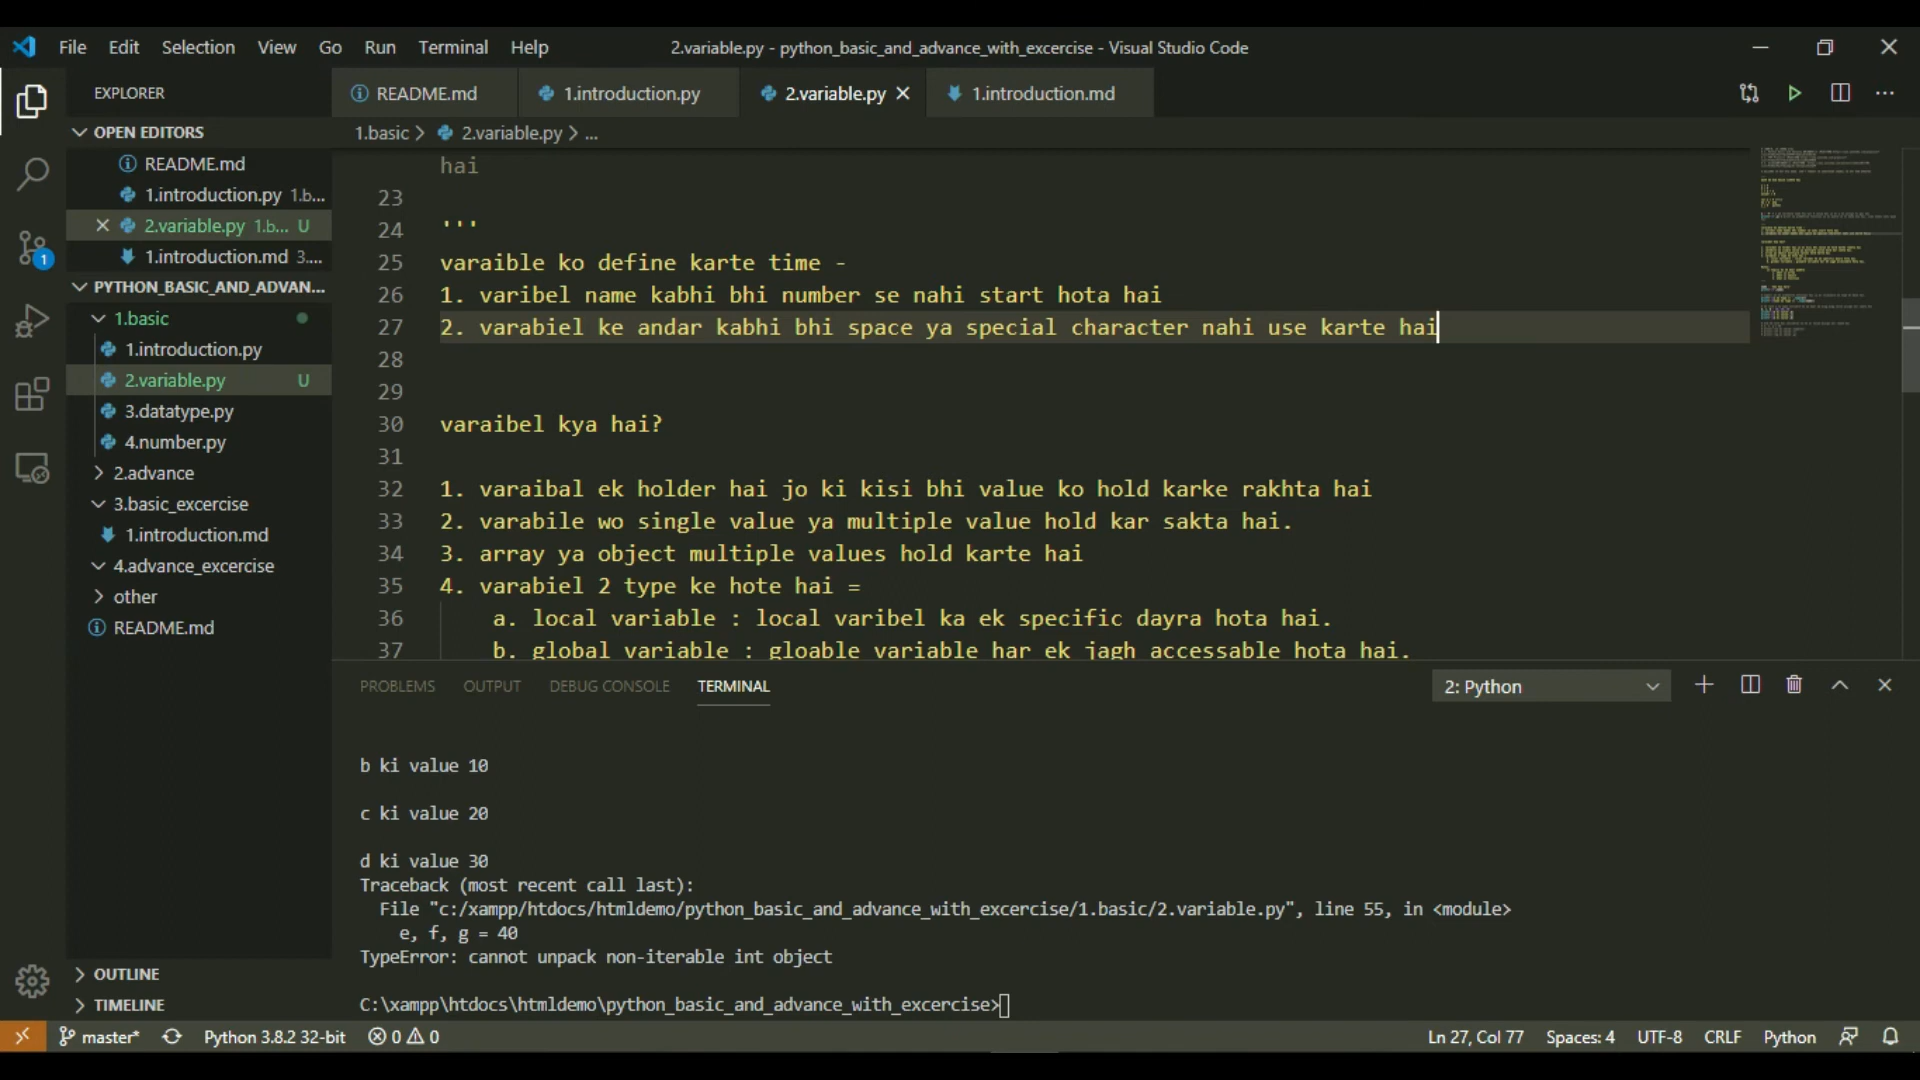 File Edit Selection View Go Run Terminal Help 2.variable.py - python_basic_and_advance_with_excercise - Visual Studio Code
EXPLORER
README.md 1.introduction.py 2.variable.py 1.introduction.md
OPEN EDITORS
README.md
1.introduction.py 1.b...
2.variable.py 1.b... U
1.introduction.md 3....
PYTHON_BASIC_AND_ADVAN...
1.basic
1.introduction.py
2.variable.py U
3.datatype.py
4.number.py
2.advance
3.basic_excercise
1.introduction.md
4.advance_excercise
other
README.md
OUTLINE
TIMELINE
1.basic > 2.variable.py > ...
hai
23
24 '''
25 varaible ko define karte time -
26 1. varibel name kabhi bhi number se nahi start hota hai
27 2. varabiel ke andar kabhi bhi space ya special character nahi use karte hai
28
29
30 varaibel kya hai?
31
32 1. varaibal ek holder hai jo ki kisi bhi value ko hold karke rakhta hai
33 2. varabile wo single value ya multiple value hold kar sakta hai.
34 3. array ya object multiple values hold karte hai
35 4. varabiel 2 type ke hote hai =
36 a. local variable : local varibel ka ek specific dayra hota hai.
37 b. global variable : gloable variable har ek jagh accessable hota hai.
PROBLEMS OUTPUT DEBUG CONSOLE TERMINAL 2: Python
b ki value 10
c ki value 20
d ki value 30
Traceback (most recent call last):
File "c:/xampp/htdocs/htmldemo/python_basic_and_advance_with_excercise/1.basic/2.variable.py", line 55, in <module>
e, f, g = 40
TypeError: cannot unpack non-iterable int object
C:\xampp\htdocs\htmldemo\python_basic_and_advance_with_excercise>
1
master* Python 3.8.2 32-bit 0 0 Ln 27, Col 77 Spaces: 4 UTF-8 CRLF Python